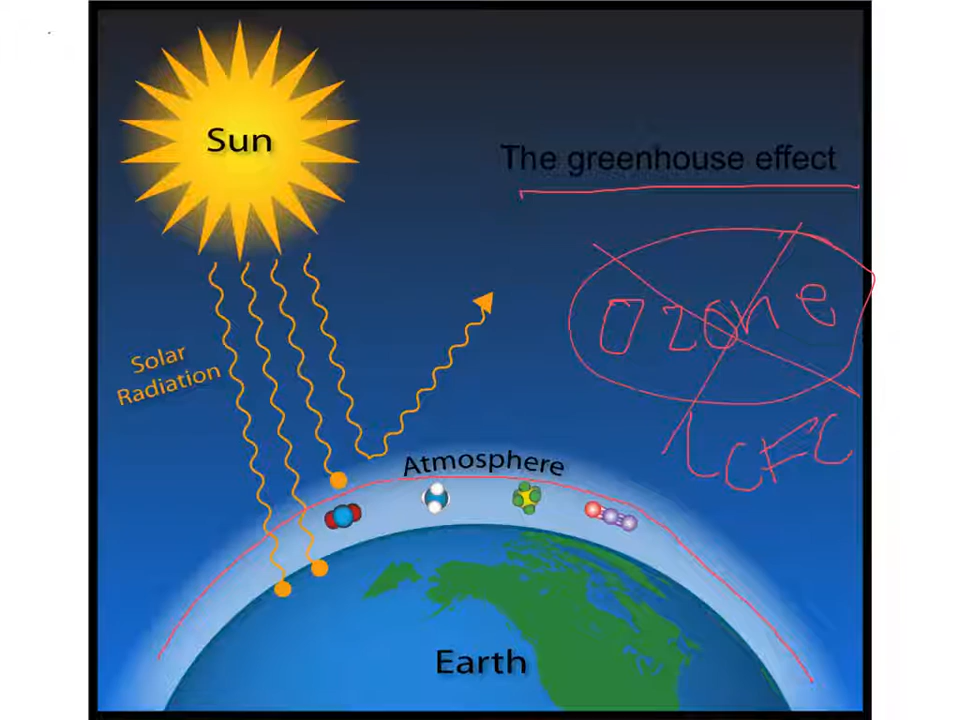 Sun
The greenhouse effect
Ozone
Solar
Radiation
CFC
Atmosphere
Earth